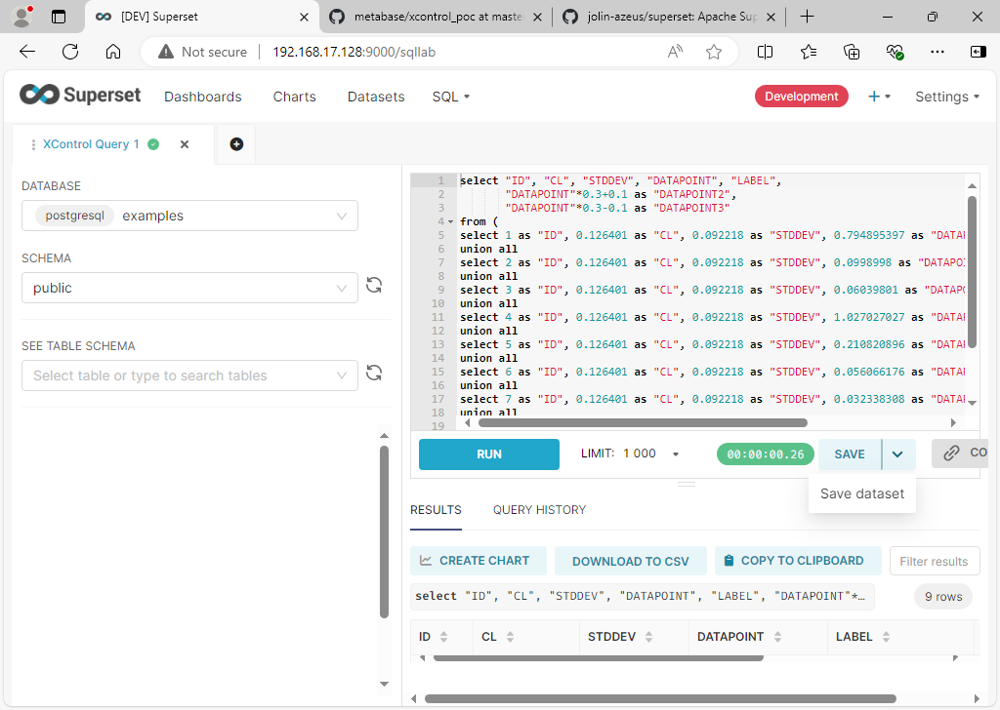 [DEV] Superset
metabase/xcontrol_poc at maste
jolin-azeus/superset: Apache Sup
Not secure
192.168.17.128:9000/sqllab
Superset
Dashboards
Charts
Datasets
SQL
Development
+
Settings
XControl Query 1
DATABASE
postgresql examples
SCHEMA
public
SEE TABLE SCHEMA
Select table or type to search tables
1 select "ID", "CL", "STDDEV", "DATAPOINT", "LABEL",
2 "DATAPOINT"*0.3+0.1 as "DATAPOINT2",
3 "DATAPOINT"*0.3-0.1 as "DATAPOINT3"
4 from (
5 select 1 as "ID", 0.126401 as "CL", 0.092218 as "STDDEV", 0.794895397 as "DATAP
6 union all
7 select 2 as "ID", 0.126401 as "CL", 0.092218 as "STDDEV", 0.0998998 as "DATAPOI
8 union all
9 select 3 as "ID", 0.126401 as "CL", 0.092218 as "STDDEV", 0.06039801 as "DATAPO
10 union all
11 select 4 as "ID", 0.126401 as "CL", 0.092218 as "STDDEV", 1.027027027 as "DATAP
12 union all
13 select 5 as "ID", 0.126401 as "CL", 0.092218 as "STDDEV", 0.210820896 as "DATAP
14 union all
15 select 6 as "ID", 0.126401 as "CL", 0.092218 as "STDDEV", 0.056066176 as "DATAP
16 union all
17 select 7 as "ID", 0.126401 as "CL", 0.092218 as "STDDEV", 0.032338308 as "DATAP
18 union all
19
RUN
LIMIT: 1 000
00:00:00.26
SAVE
CO
Save dataset
RESULTS
QUERY HISTORY
CREATE CHART
DOWNLOAD TO CSV
COPY TO CLIPBOARD
Filter results
select "ID", "CL", "STDDEV", "DATAPOINT", "LABEL", "DATAPOINT"*…
9 rows
ID
CL
STDDEV
DATAPOINT
LABEL